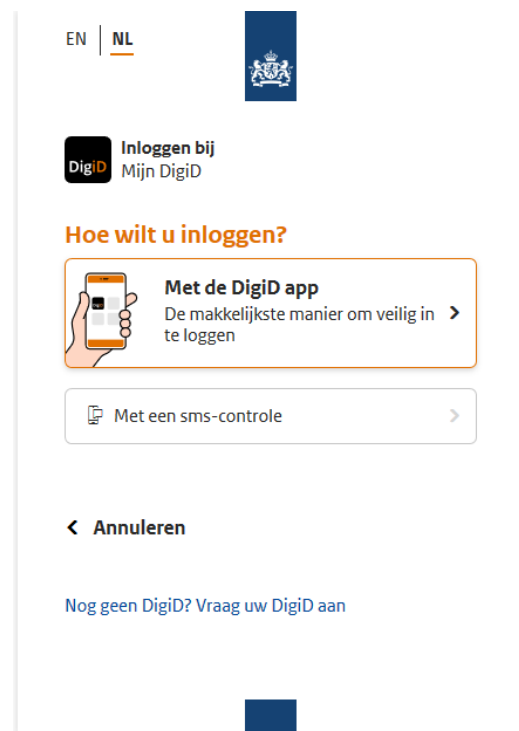 EN | NL
DigiD
Inloggen bij
Mijn DigiD
Hoe wilt u inloggen?
DigiD
Met de DigiD app
De makkelijkste manier om veilig in
te loggen
Met een sms-controle
Annuleren
Nog geen DigiD? Vraag uw DigiD aan